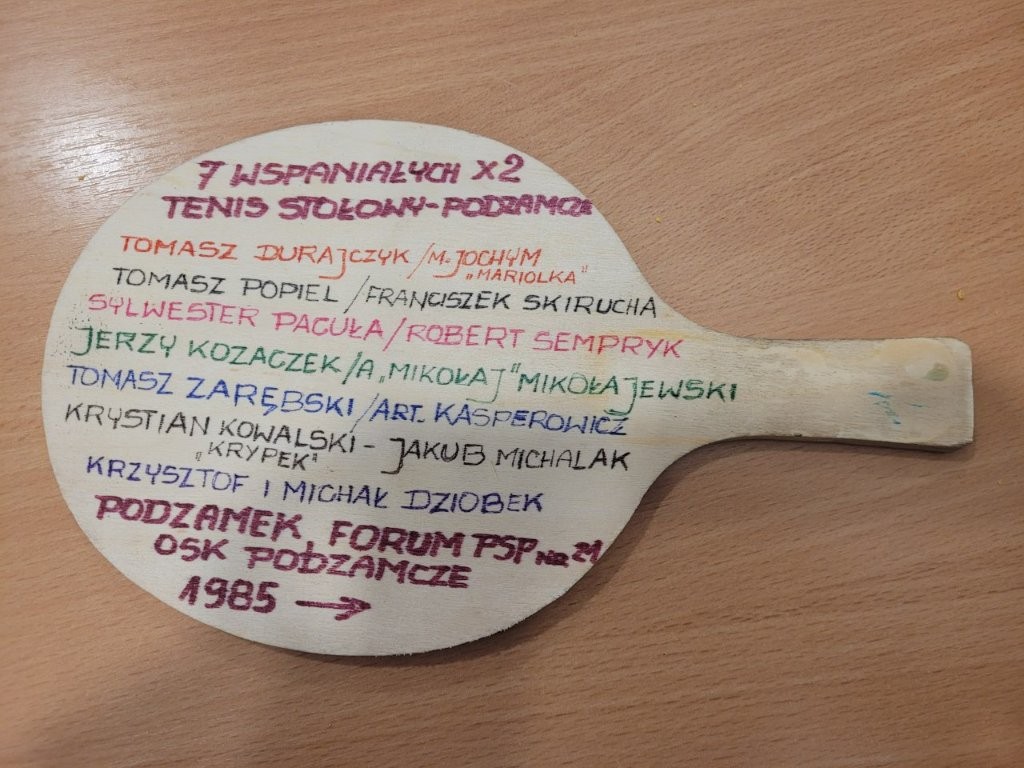 7 WSPANIAŁYCH X2
TENIS STOŁOWY-PODZAMCZE
TOMASZ DURAJCZYK /M. JOCHYM
„MARIOLKA"
TOMASZ POPIEL /FRANCISZEK SKIRUCHA
SYLWESTER PACUŁA/ROBERT SEMPRYK
JERZY KOZACZEK/A„MIKOŁAJ"MIKOŁAJEWSKI
TOMASZ ZARĘBSKI/ART. KASPEROWICZ
KRYSTIAN KOWALSKI - JAKUB MICHALAK
„KRYPEK"
KRZYSZTOF I MICHAŁ DZIOBEK
PODZAMEK, FORUM PSP NR 21
OSK PODZAMCZE
1985 →